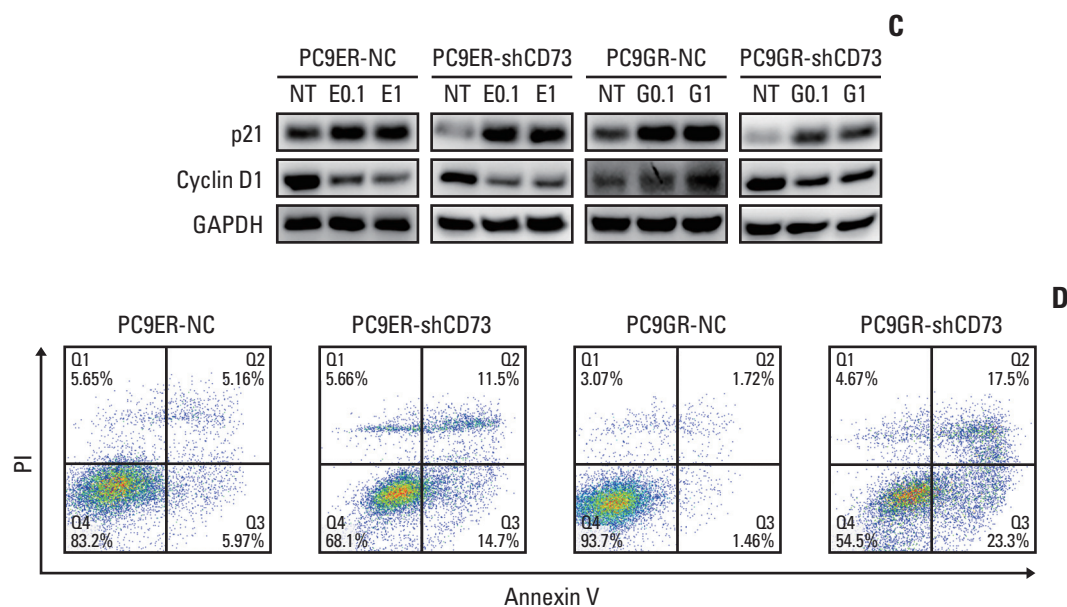 C
PC9ER-NC PC9ER-shCD73 PC9GR-NC PC9GR-shCD73
NT E0.1 E1 NT E0.1 E1 NT G0.1 G1 NT G0.1 G1
p21
Cyclin D1
GAPDH
D
PC9ER-NC PC9ER-shCD73 PC9GR-NC PC9GR-shCD73
Q1 Q2 Q1 Q2 Q1 Q2 Q1 Q2
5.65% 5.16% 5.66% 11.5% 3.07% 1.72% 4.67% 17.5%
PI
Q4 Q3 Q4 Q3 Q4 Q3 Q4 Q3
83.2% 5.97% 68.1% 14.7% 93.7% 1.46% 54.5% 23.3%
Annexin V